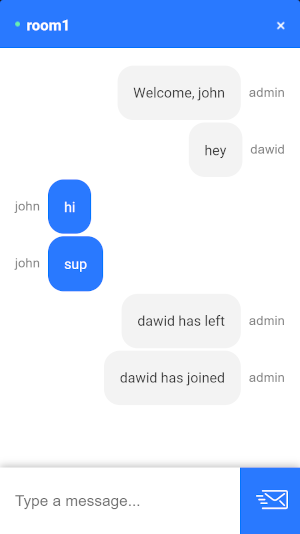 room1 ×
Welcome, john admin
hey dawid
john hi
john sup
dawid has left admin
dawid has joined admin
Type a message...